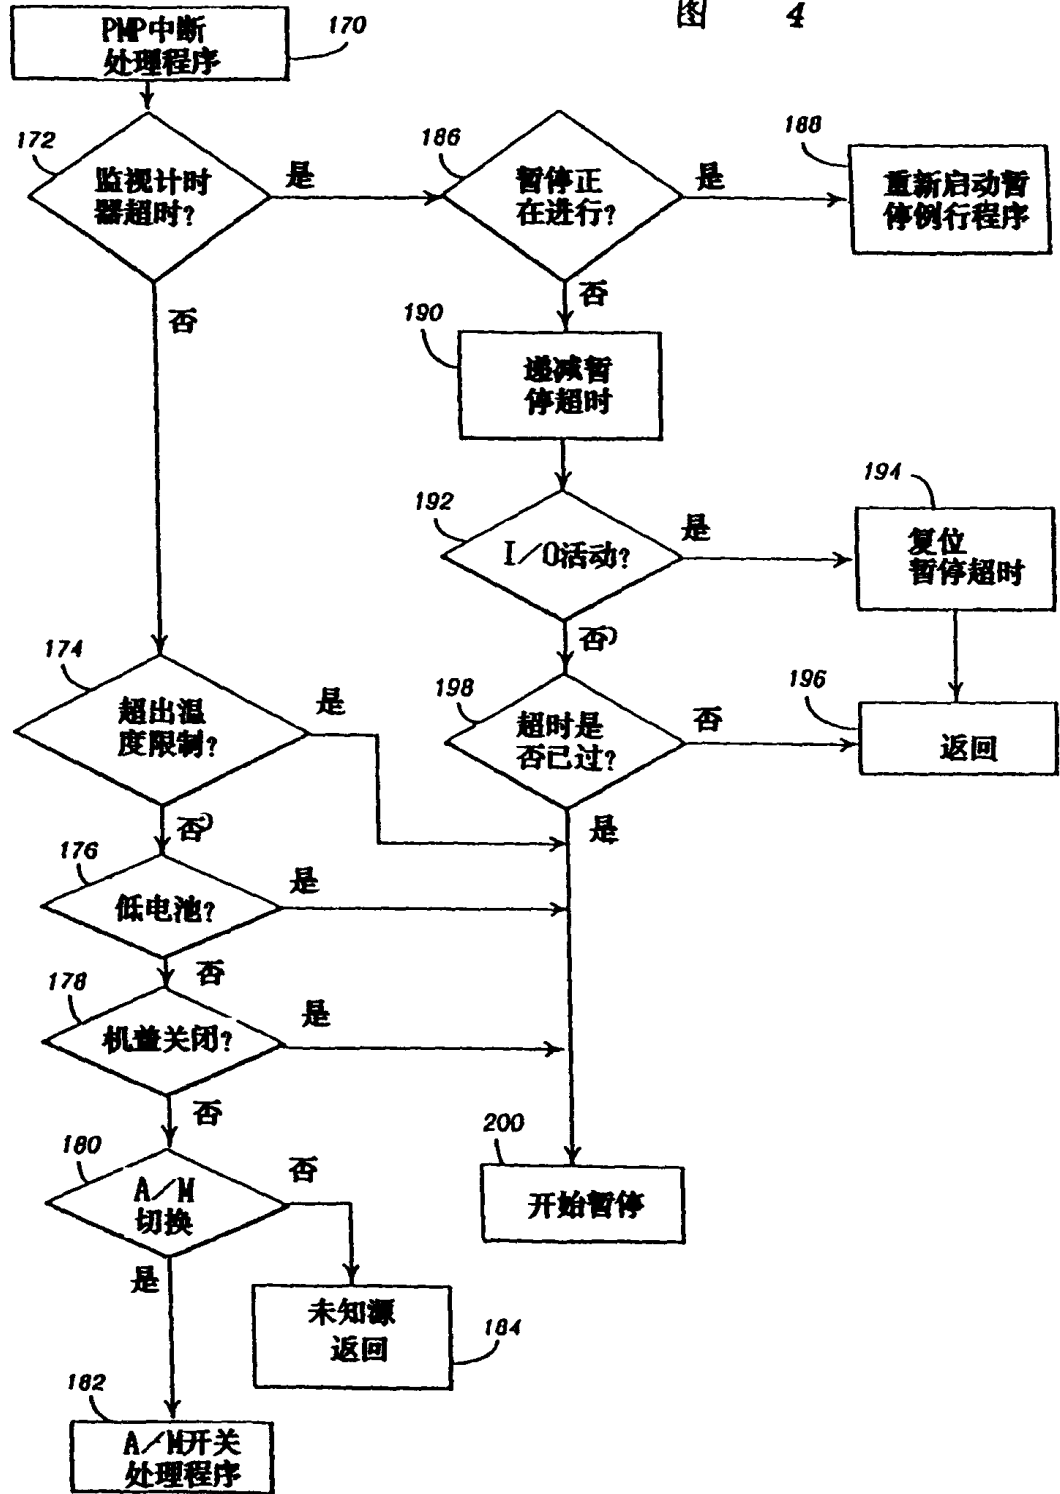 图 4
PMP中断
处理程序
170
172
监视计时
器超时?
是
186
暂停正
在进行?
是
188
重新启动暂
停例行程序
否
否
190
递减暂
停超时
192
I/O活动?
是
194
复位
暂停超时
否
174
超出温
度限制?
是
198
超时是
否已过?
否
196
返回
否
是
176
低电池?
是
否
178
机盖关闭?
是
否
180
A/M
切换
否
200
开始暂停
是
未知源
返回
184
182
A/M开关
处理程序